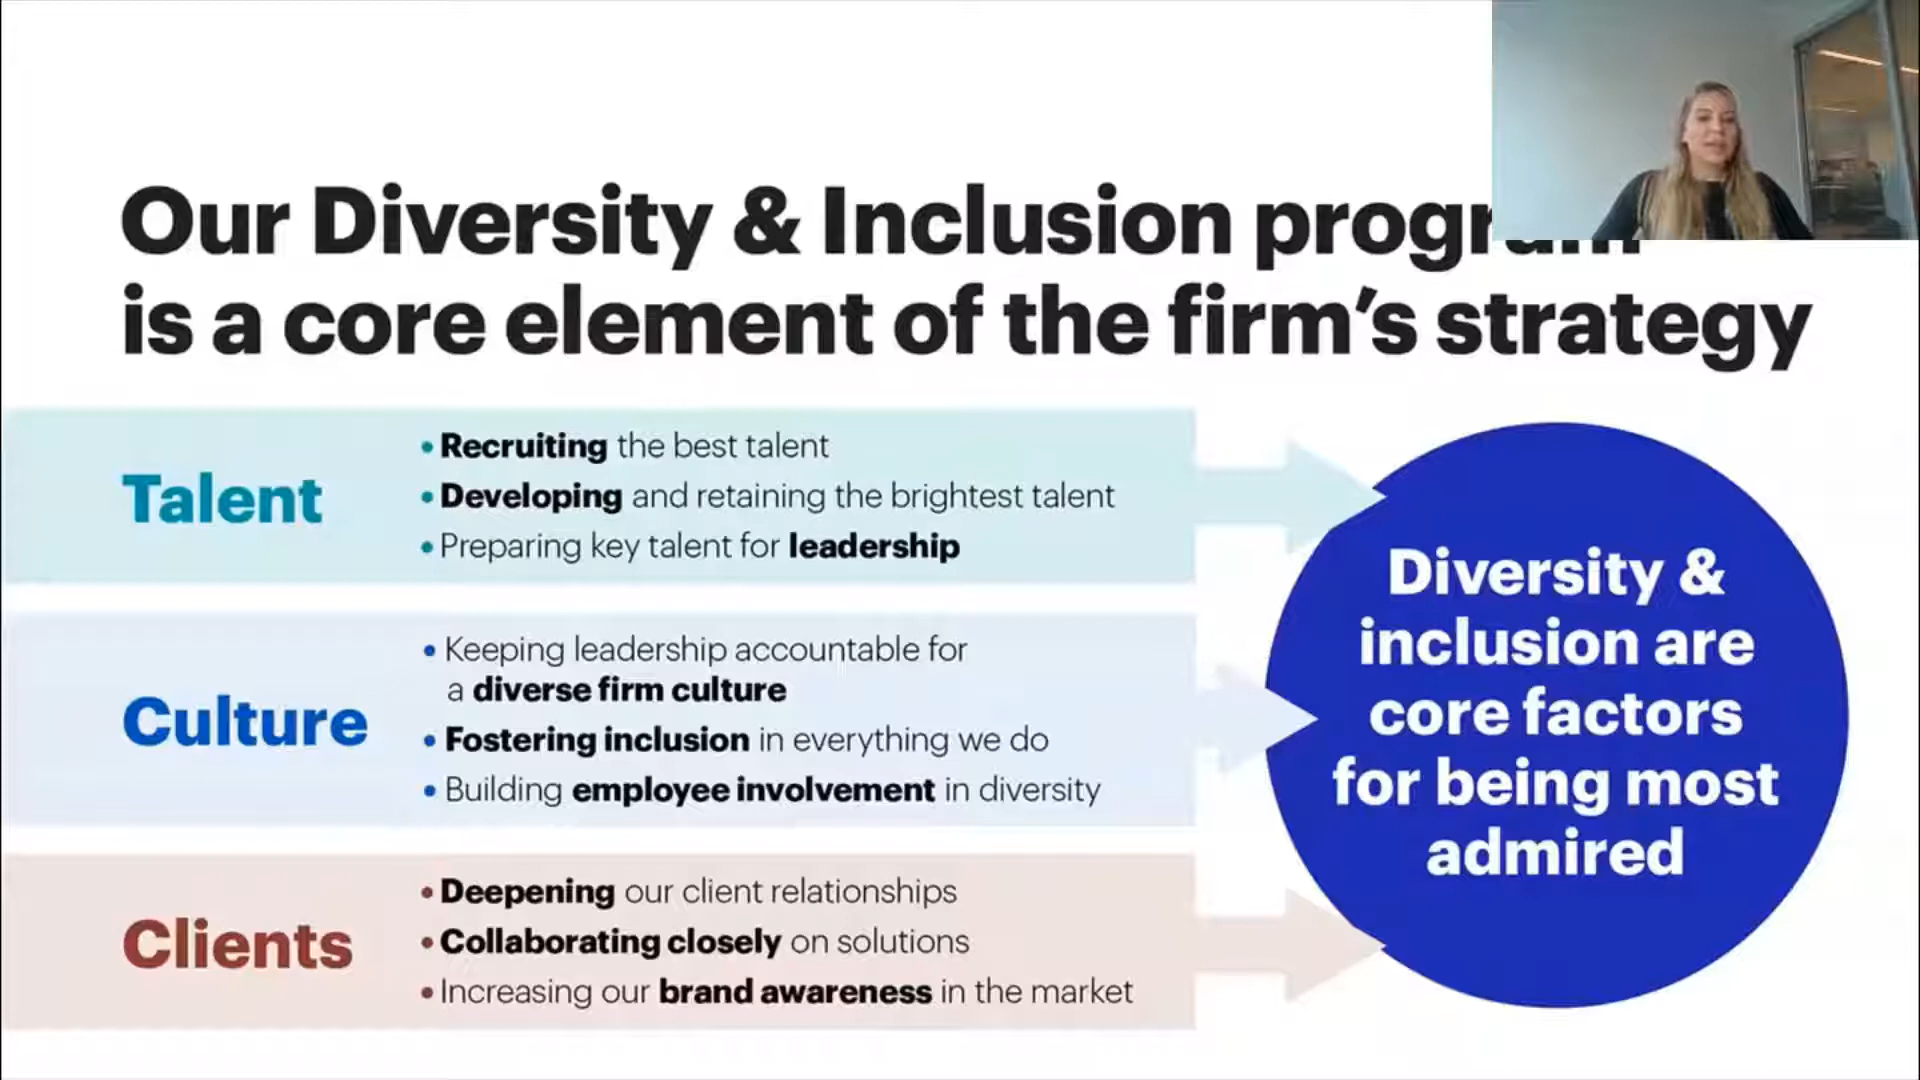 Our Diversity & Inclusion program
is a core element of the firm's strategy
Talent
• Recruiting the best talent
• Developing and retaining the brightest talent
• Preparing key talent for leadership
Culture
• Keeping leadership accountable for
a diverse firm culture
• Fostering inclusion in everything we do
• Building employee involvement in diversity
Clients
• Deepening our client relationships
• Collaborating closely on solutions
• Increasing our brand awareness in the market
Diversity &
inclusion are
core factors
for being most
admired